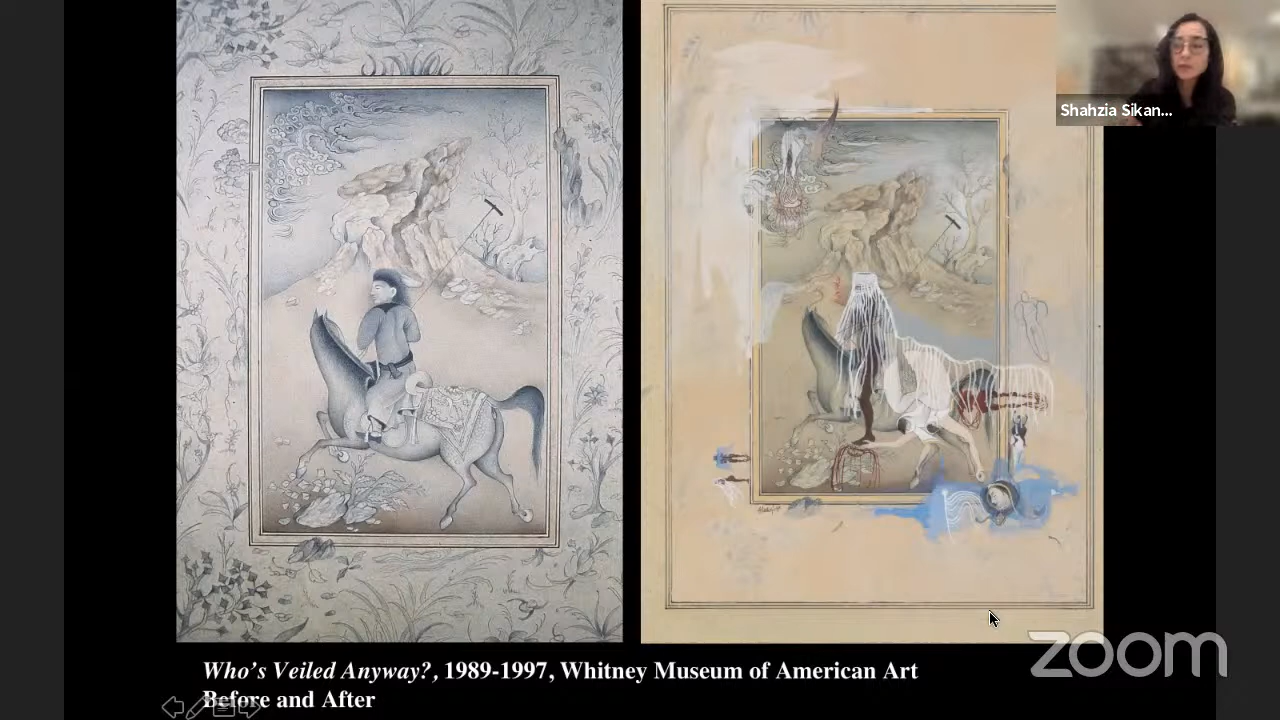 Shahzia Sikan...
zoom
Who's Veiled Anyway?, 1989-1997, Whitney Museum of American Art
Before and After